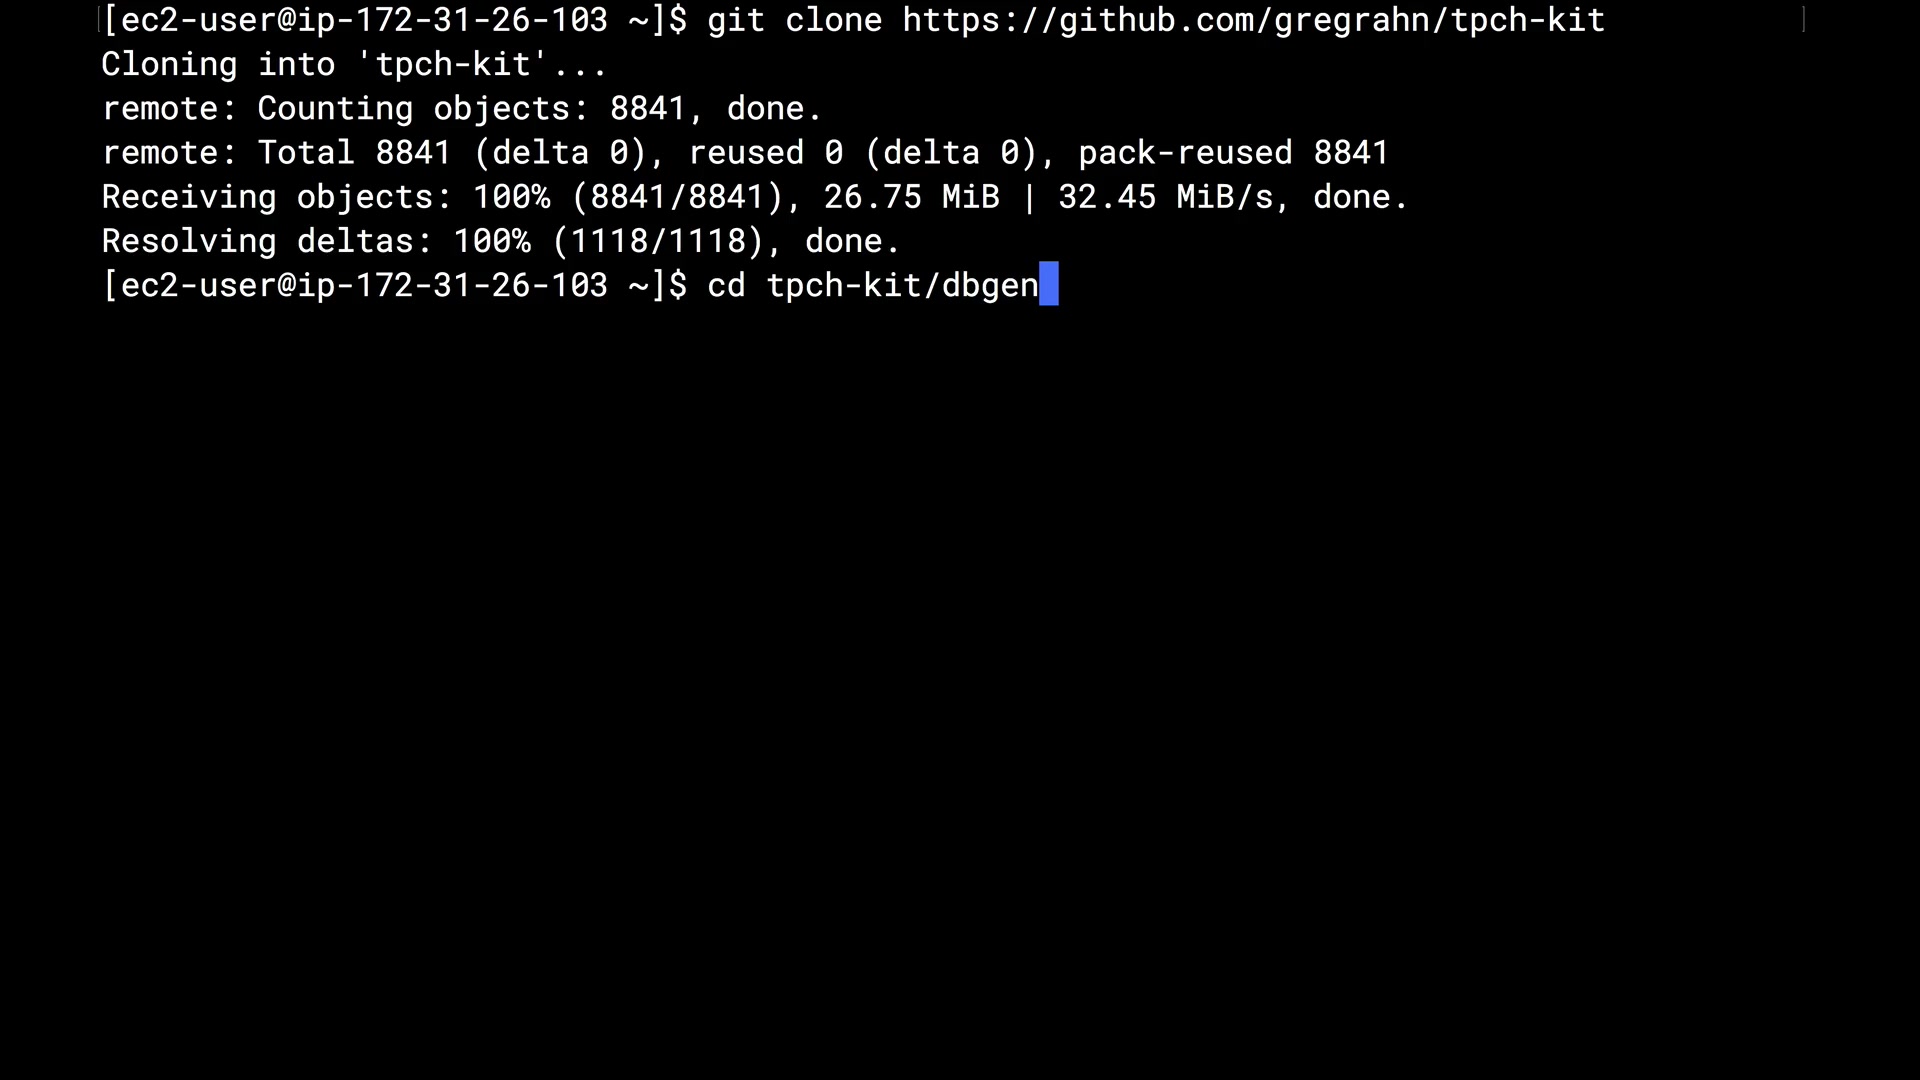 [ec2-user@ip-172-31-26-103 ~]$ git clone https://github.com/gregrahn/tpch-kit
Cloning into 'tpch-kit'...
remote: Counting objects: 8841, done.
remote: Total 8841 (delta 0), reused 0 (delta 0), pack-reused 8841
Receiving objects: 100% (8841/8841), 26.75 MiB | 32.45 MiB/s, done.
Resolving deltas: 100% (1118/1118), done.
[ec2-user@ip-172-31-26-103 ~]$ cd tpch-kit/dbgen